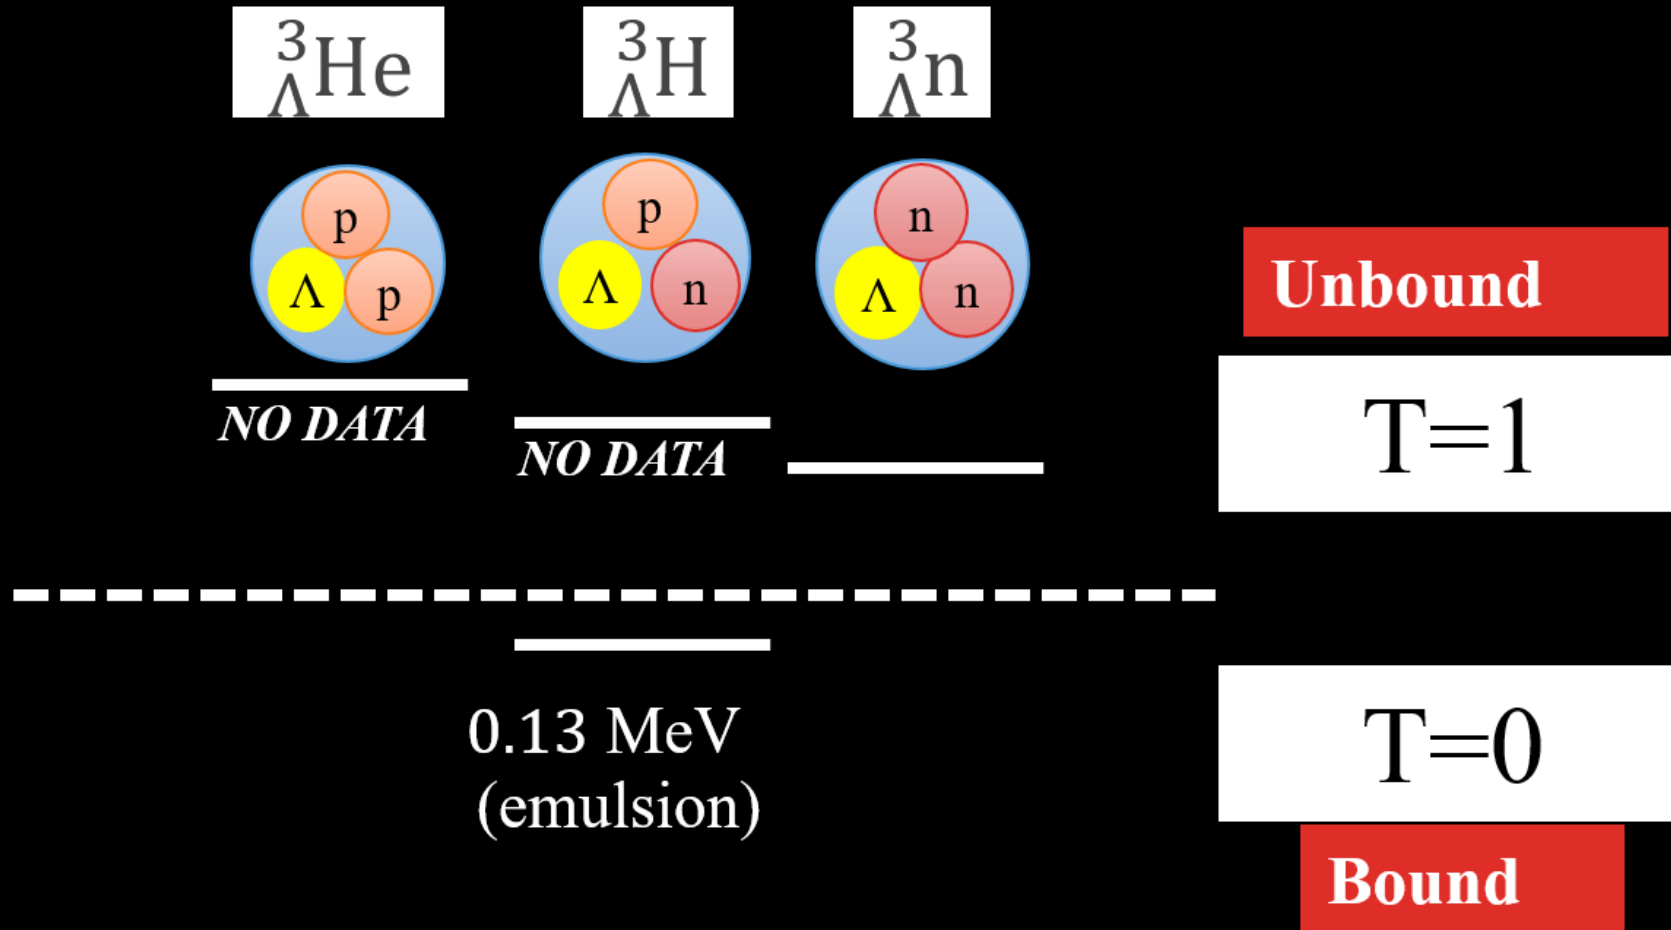 ³ΛHe
³ΛH
³Λn
p
Λ
p
p
Λ
n
n
Λ
n
Unbound
T=1
NO DATA
NO DATA
0.13 MeV
(emulsion)
T=0
Bound